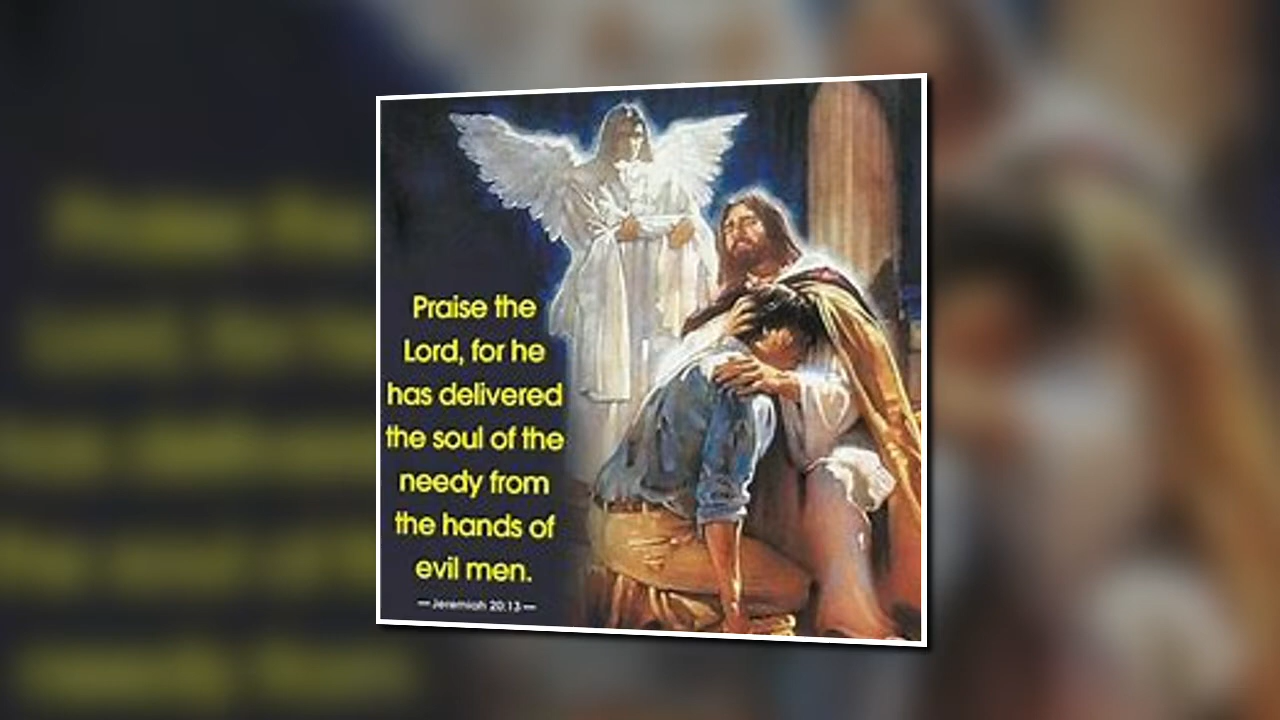 Praise the
Lord, for he
has delivered
the soul of the
needy from
the hands of
evil men.
— Jeremiah 20:13 —